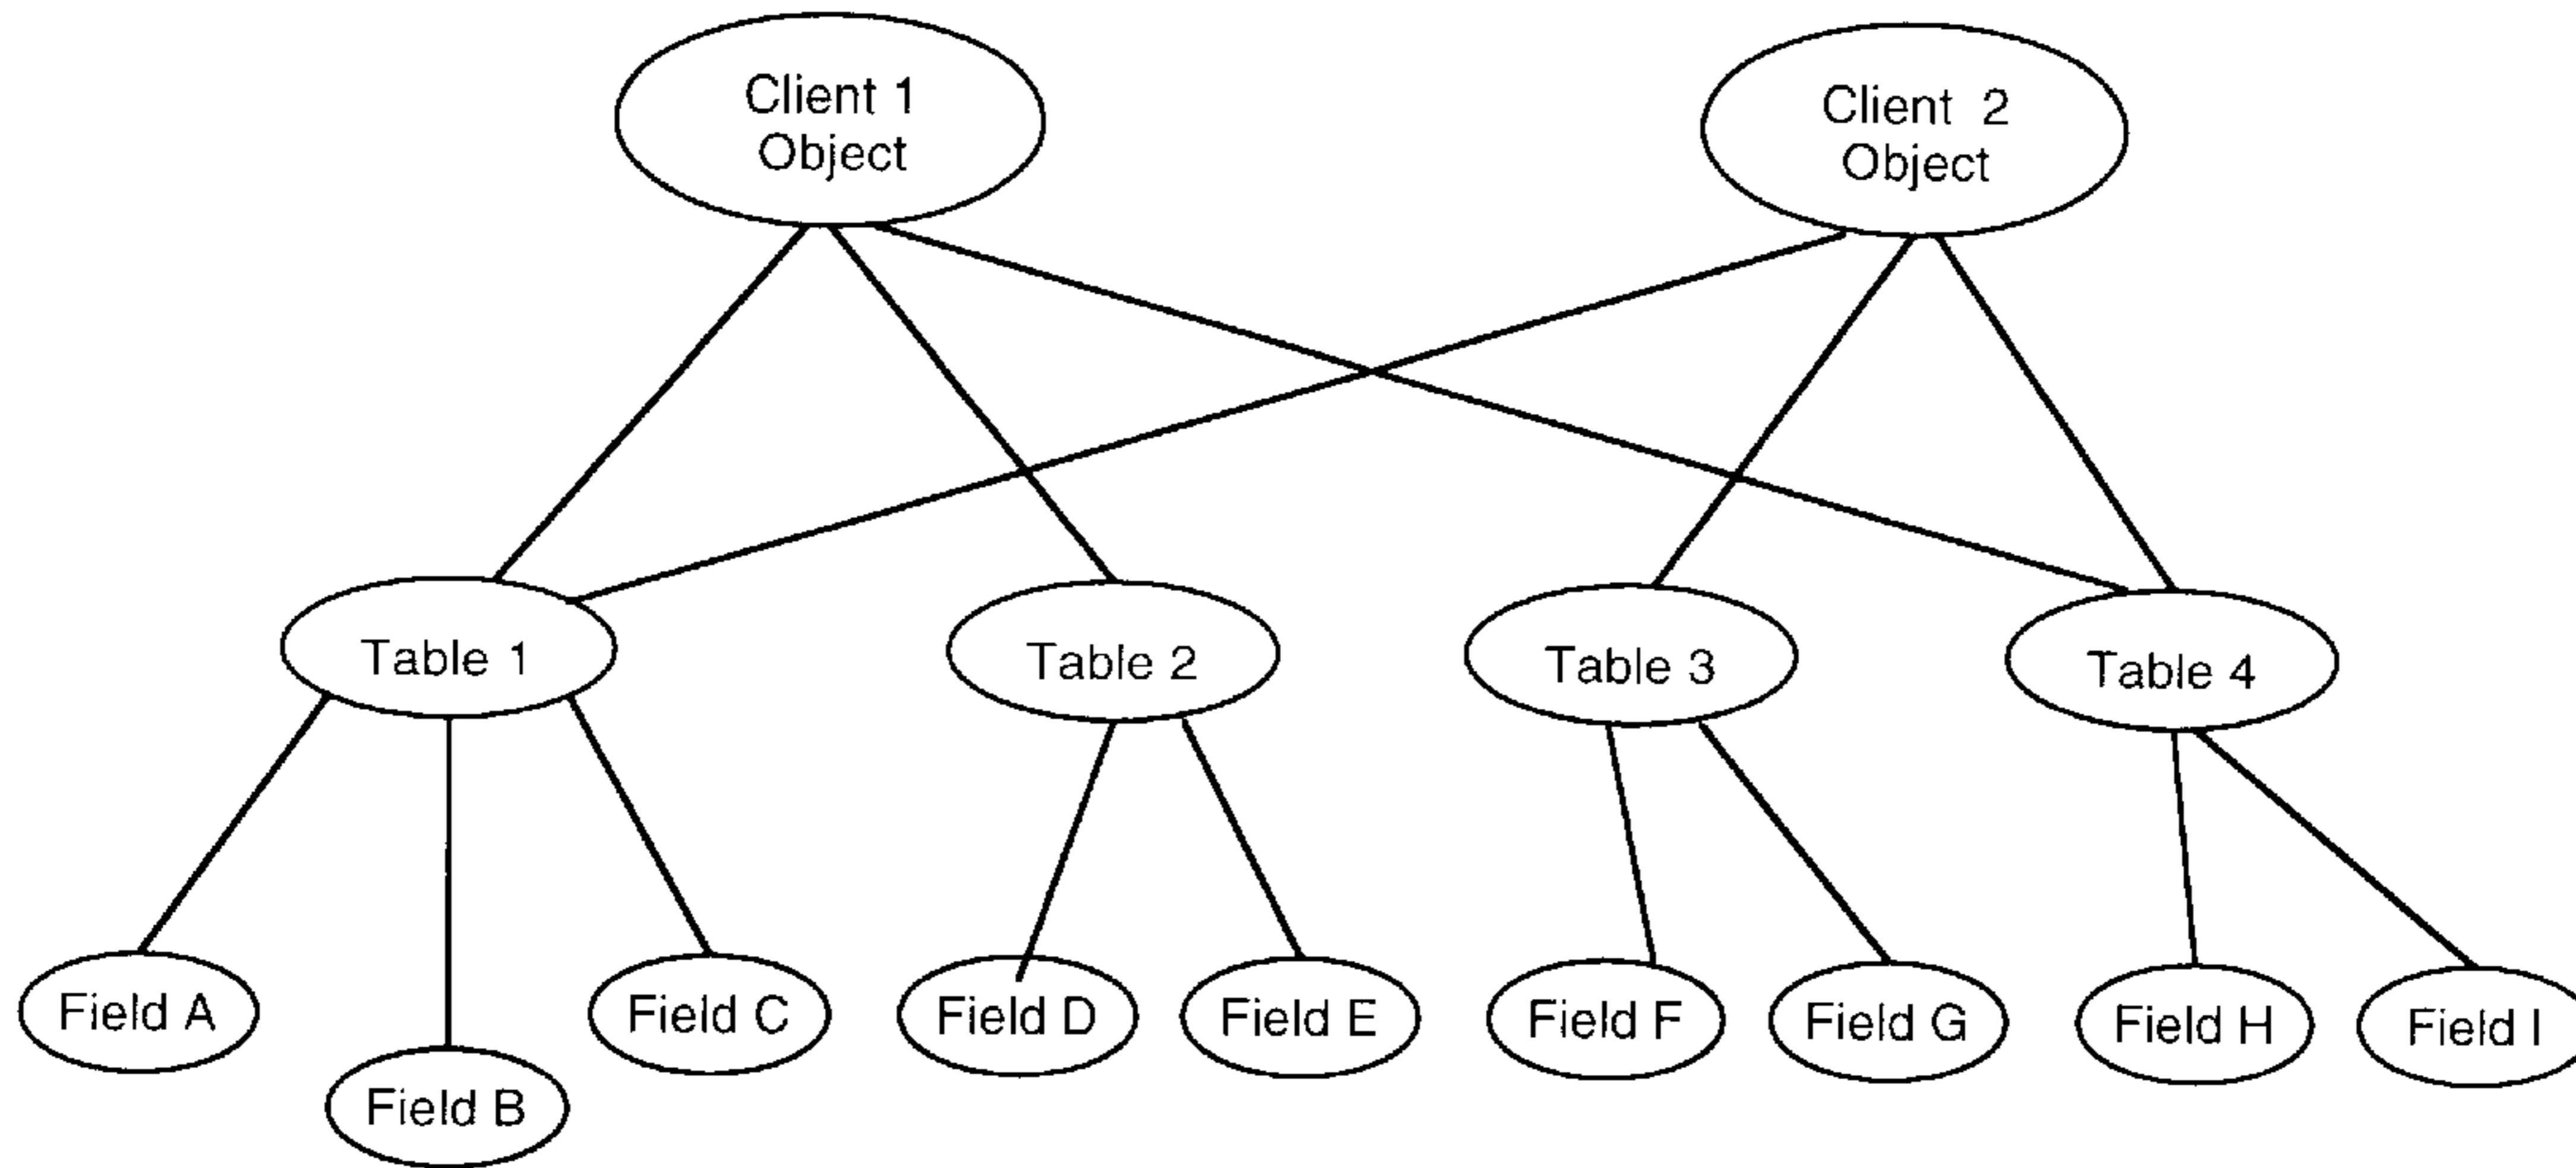 Client 1
Object
Client 2
Object
Table 1
Table 2
Table 3
Table 4
Field A
Field B
Field C
Field D
Field E
Field F
Field G
Field H
Field I